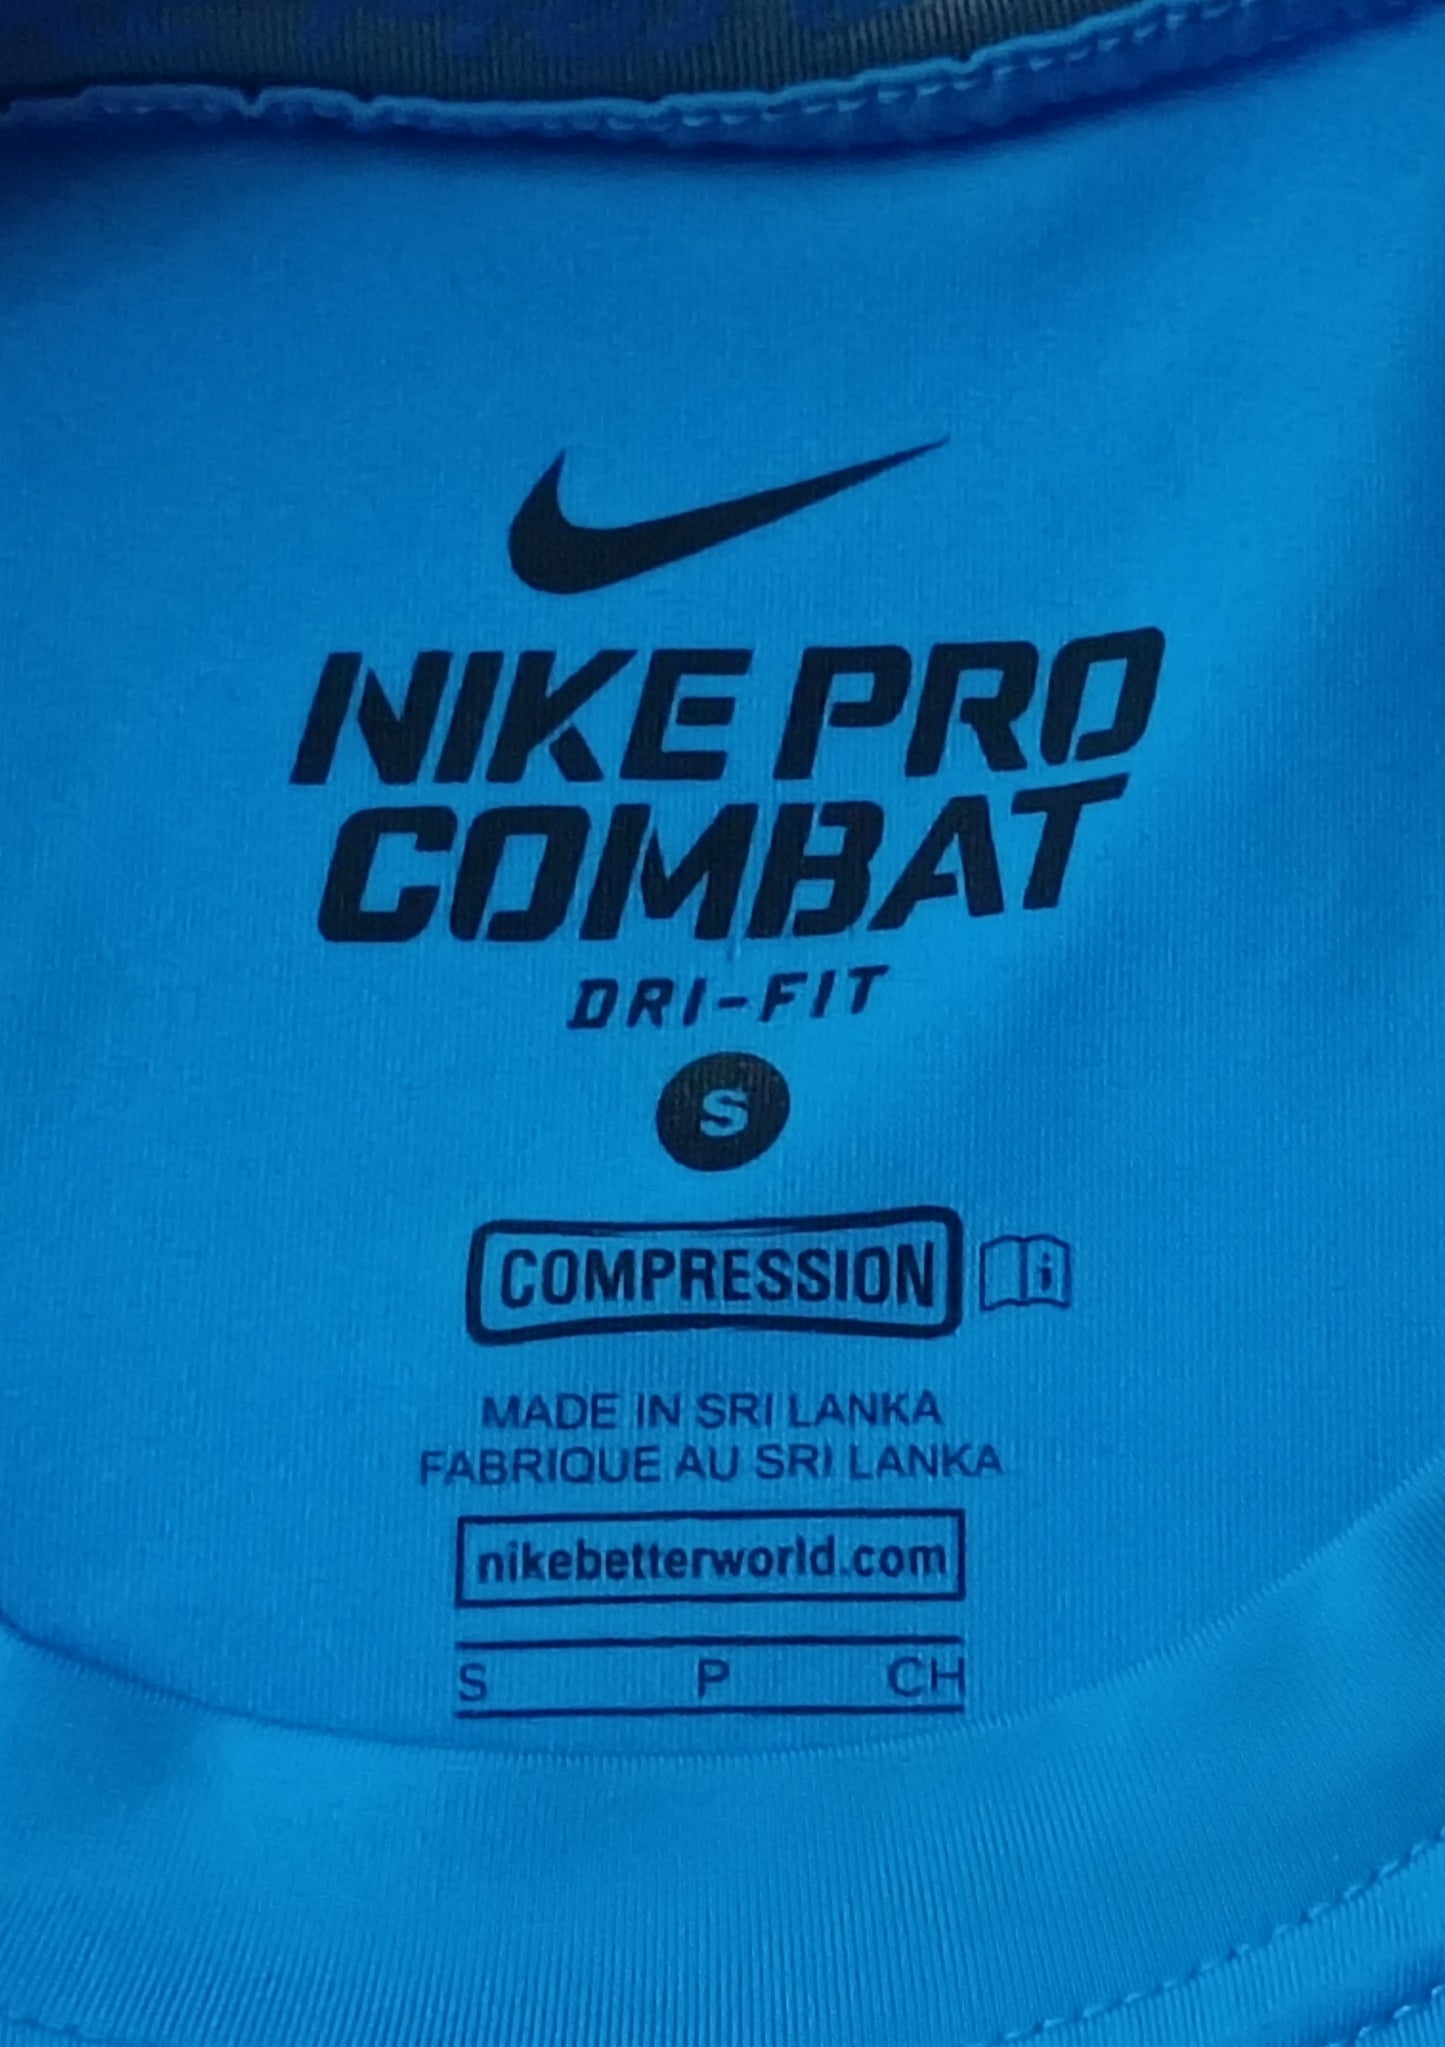 NIKE PRO
COMBAT
DRI-FIT
S
COMPRESSION i
MADE IN SRI LANKA
FABRIQUE AU SRI LANKA
nikebetterworld.com
S P CH